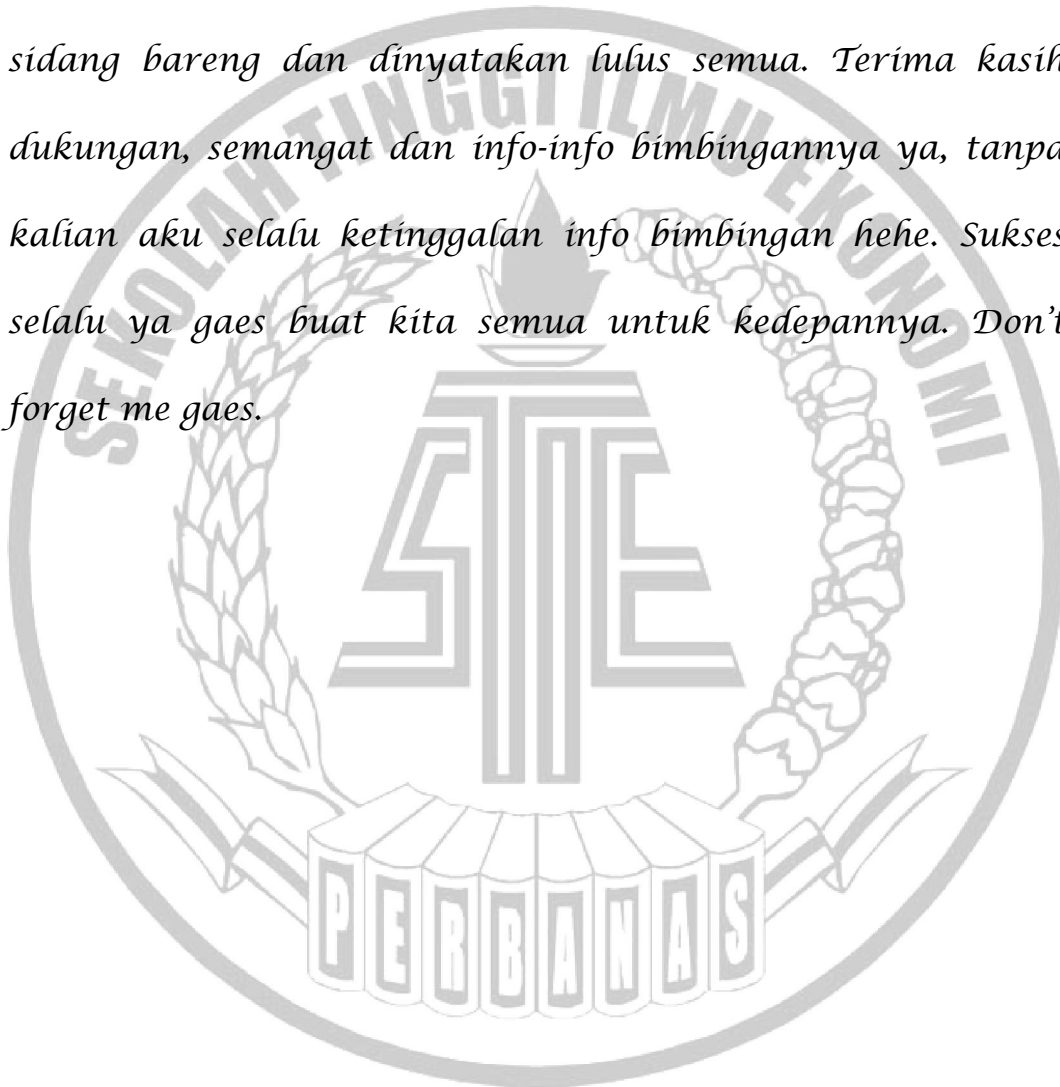 sidang bareng dan dinyatakan lulus semua. Terima kasih
dukungan, semangat dan info-info bimbingannya ya, tanpa
kalian aku selalu ketinggalan info bimbingan hehe. Sukses
selalu ya gaes buat kita semua untuk kedepannya. Don't
forget me gaes.
SEKOLAH TINGGI ILMU EKONOMI
STIE
PERBANAS